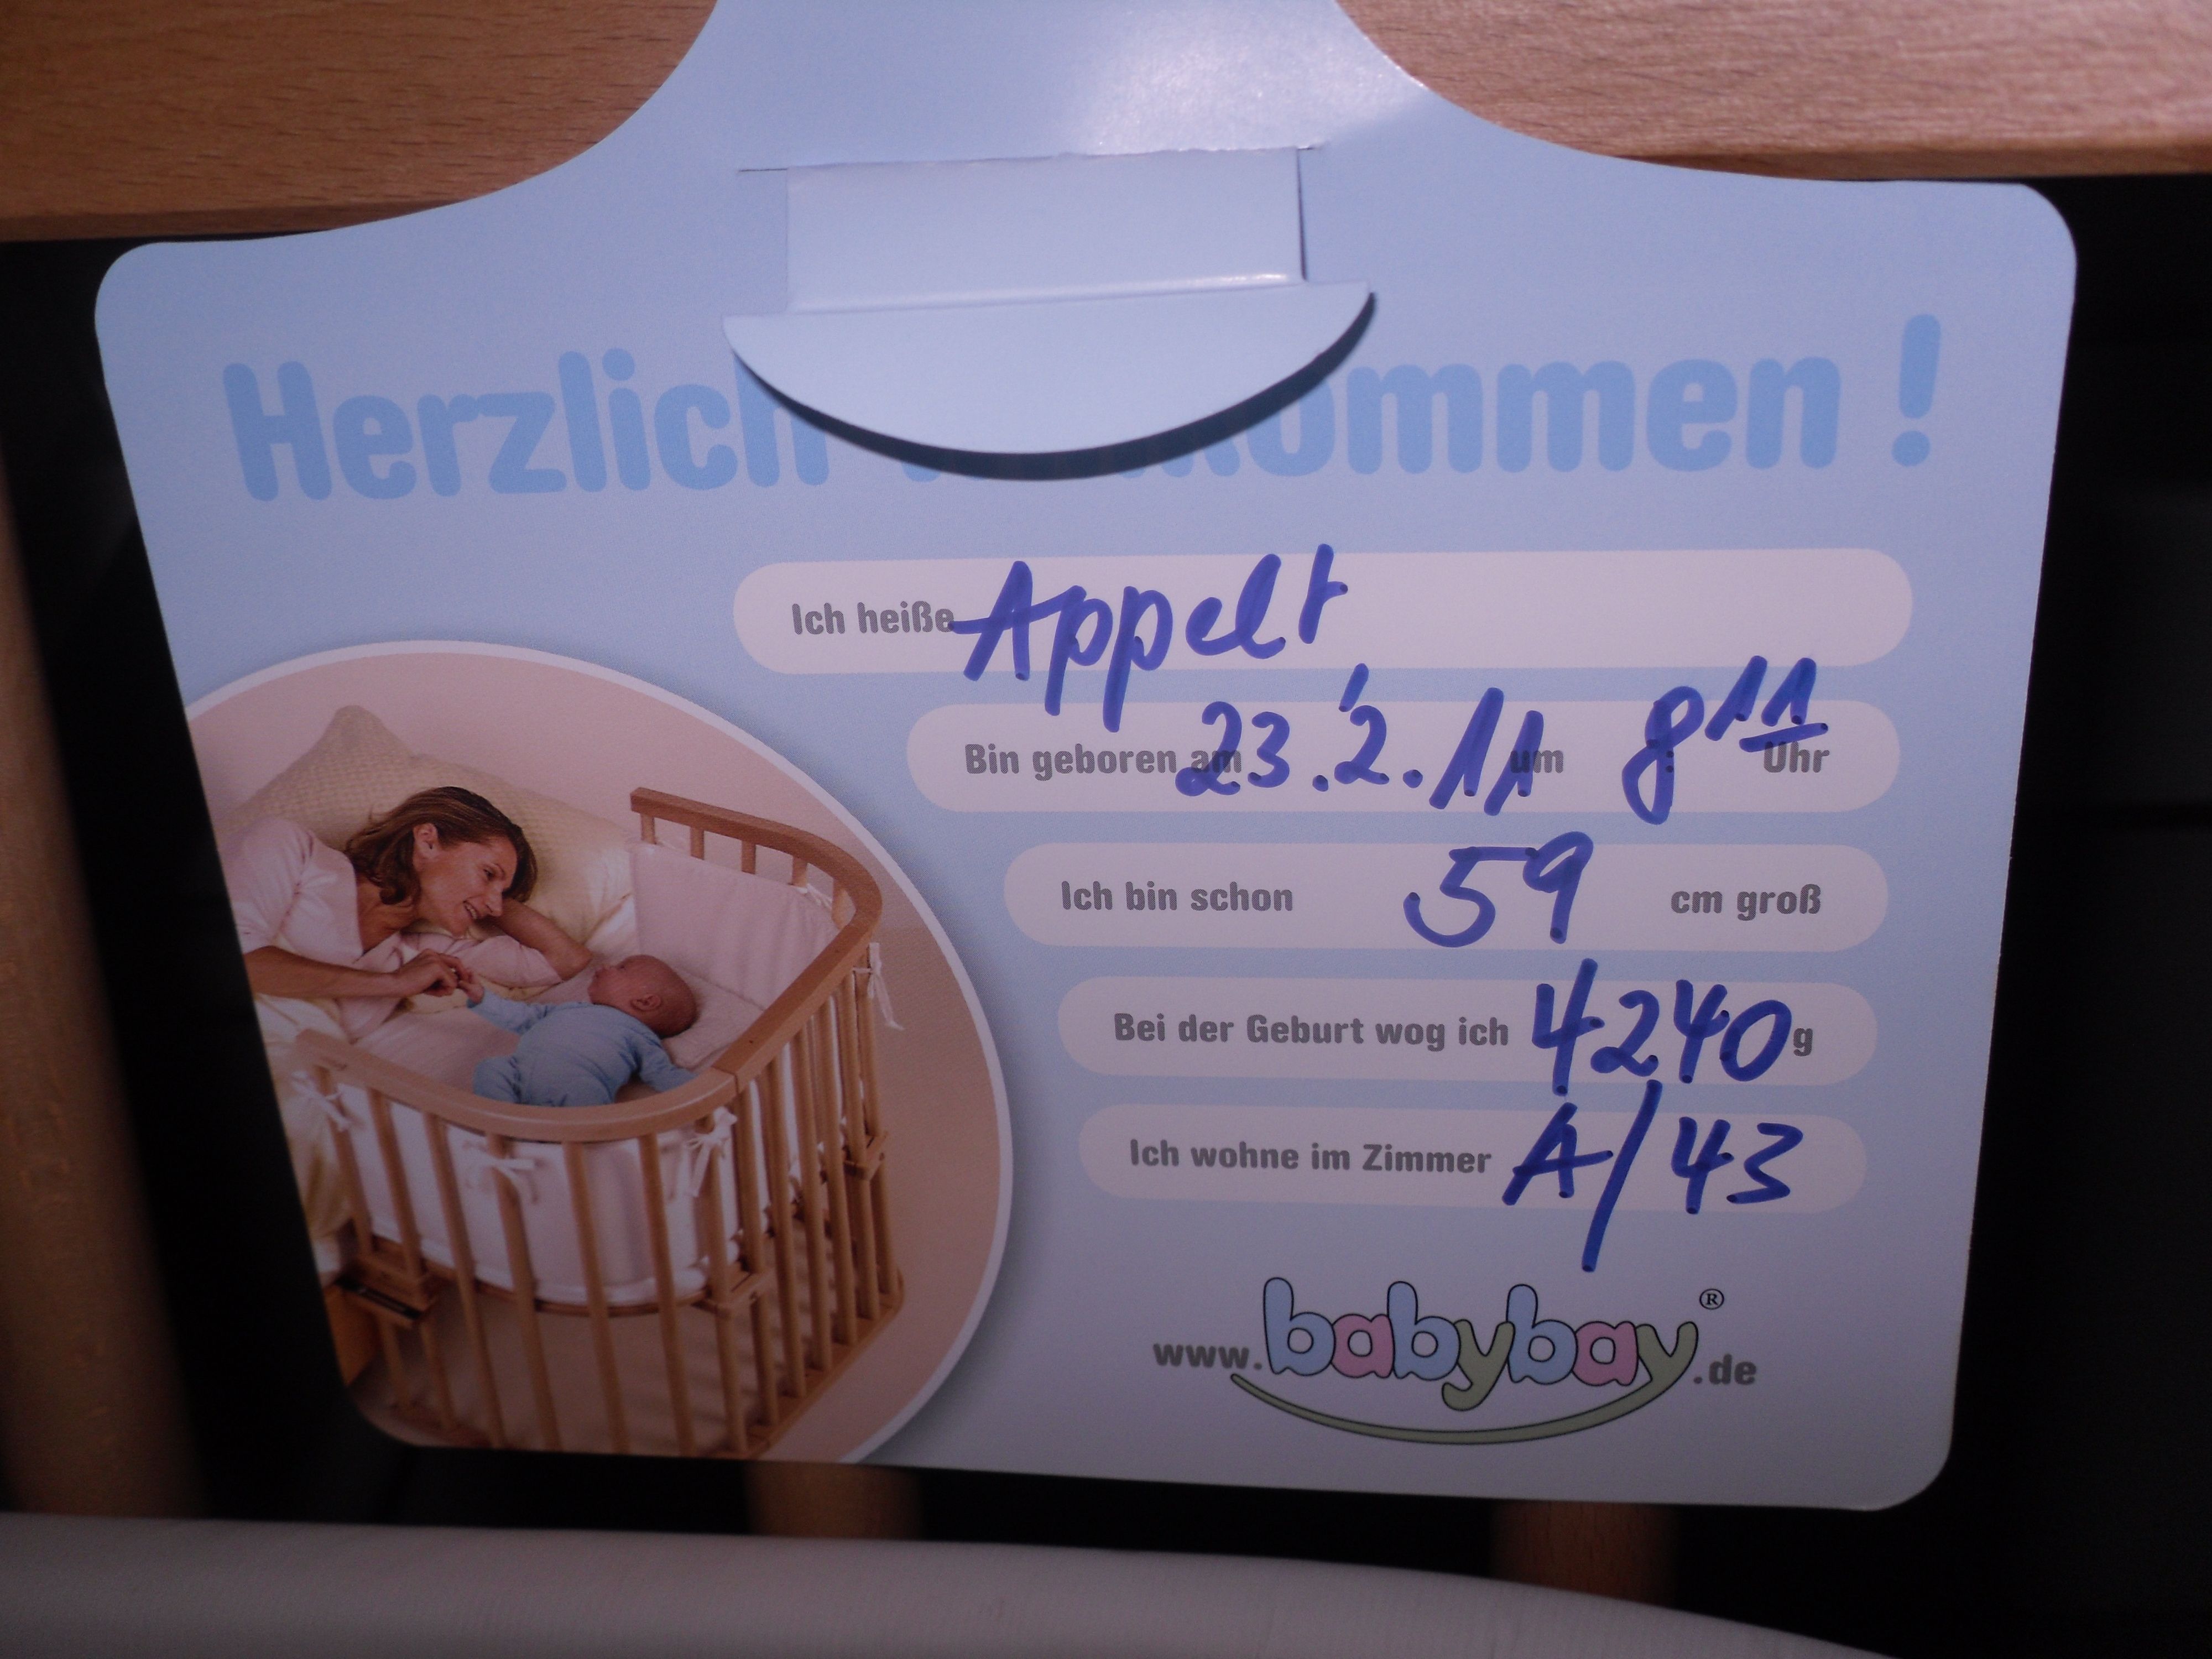 Herzlich kommen !
Ich heiße Appelt
Bin geboren am 23.2.11 um 8 11 Uhr
Ich bin schon 59 cm groß
Bei der Geburt wog ich 4240 g
Ich wohne im Zimmer A/43
www.babybay®.de